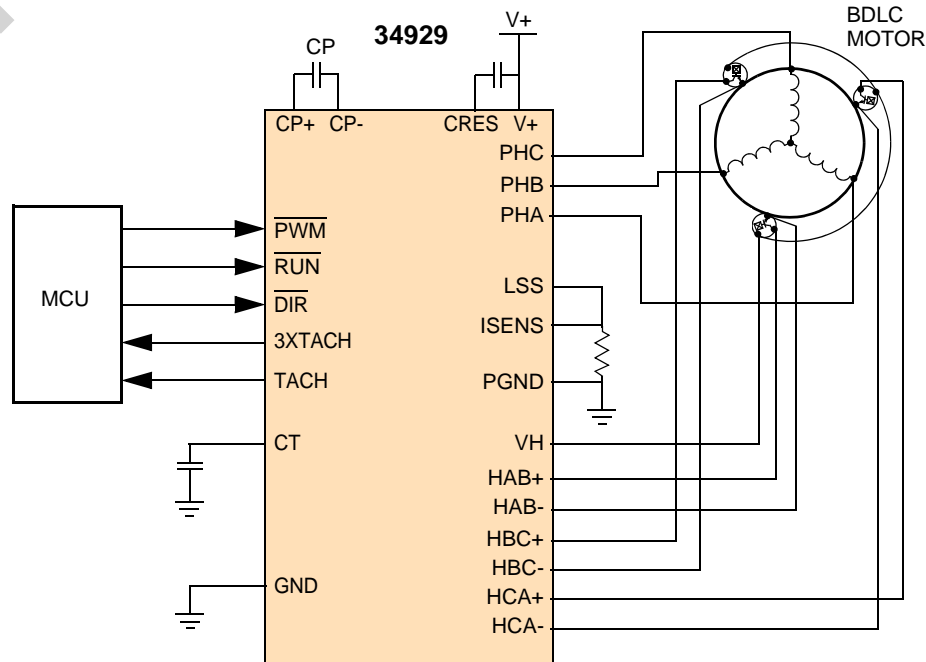 34929
V+
BDLC
MOTOR
CP
CP+ CP-
CRES V+
PHC
PHB
PHA
PWM
RUN
DIR
3XTACH
TACH
MCU
LSS
ISENS
PGND
CT
VH
HAB+
HAB-
HBC+
HBC-
GND
HCA+
HCA-